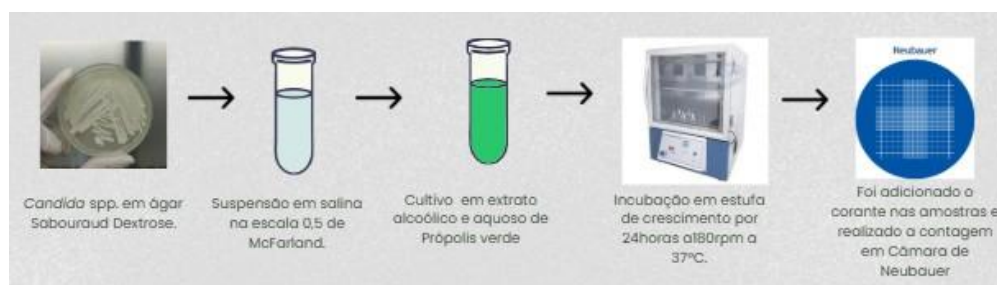 Neubauer
Candida spp. em ágar
Sabouraud Dextrose.
Suspensão em salina
na escala 0,5 de
McFarland.
Cultivo em extrato
alcoólico e aquoso de
Própolis verde
Incubação em estufa
de crescimento por
24horas a180rpm a
37°C.
Foi adicionado o
corante nas amostras e
realizado a contagem
em Câmara de
Neubauer